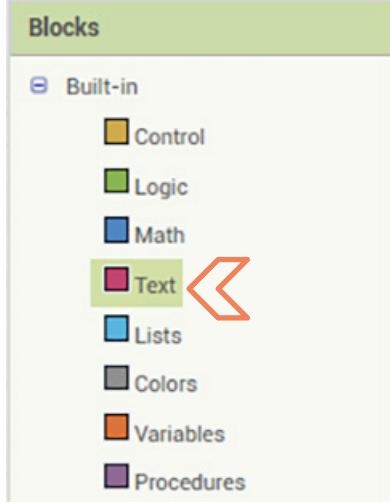 Blocks
Built-in
Control
Logic
Math
Text
Lists
Colors
Variables
Procedures